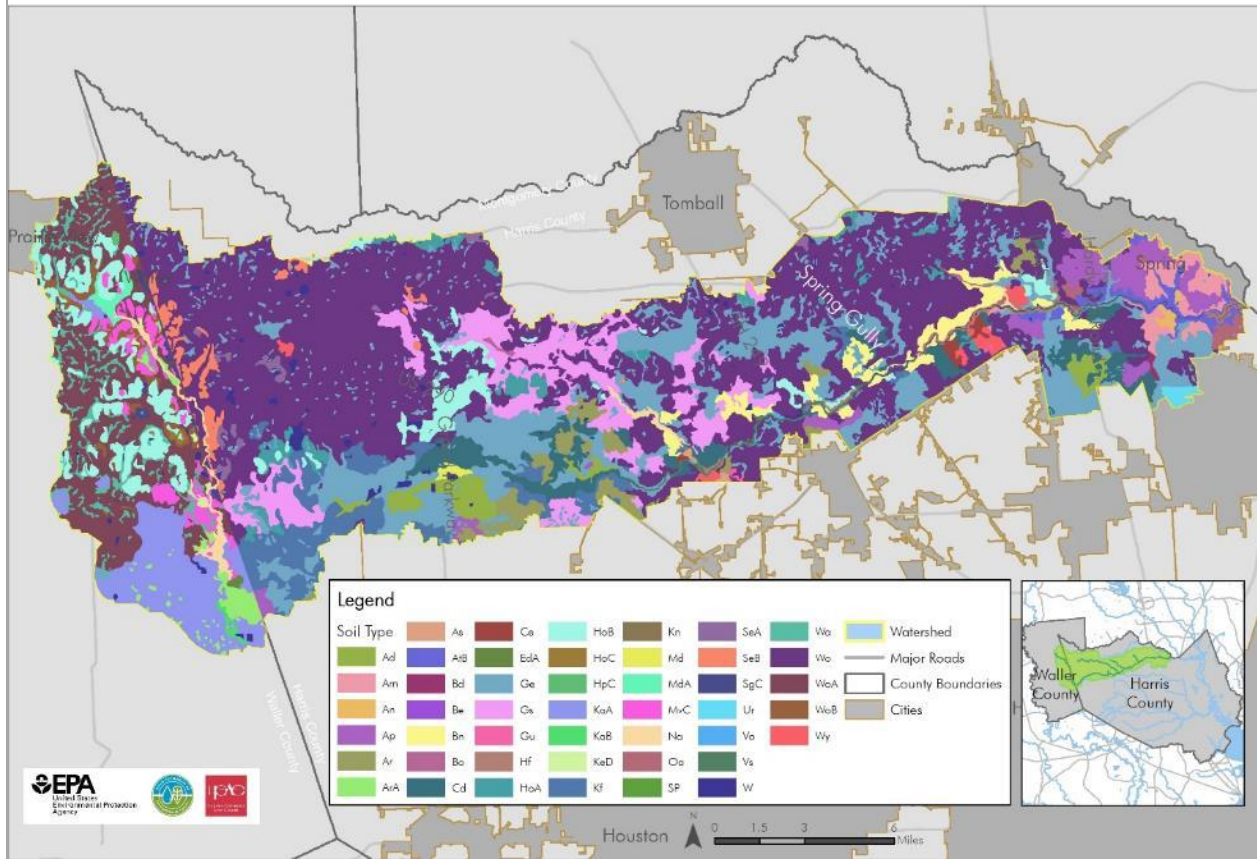 Montgomery County
Harris County
Tomball
Spring
Spring Gully
Waller County
Harris County
Legend
Soil Type
Ad
Am
An
Ap
Ar
ArA
As
AtB
Bd
Be
Bn
Bo
Cd
Ce
EdA
Ge
Gs
Gu
Hf
HoA
HoB
HoC
HpC
KaA
KaB
KeD
Kf
Kn
Md
MdA
MvC
Na
Oa
SP
SeA
SeB
SgC
Ur
Va
Vs
W
Wa
Wo
WoA
WoB
Wy
Watershed
Major Roads
County Boundaries
Cities
Waller
County
Harris
County
EPA
United States
Environmental Protection
Agency
Houston
N
0 1.5 3 6
Miles